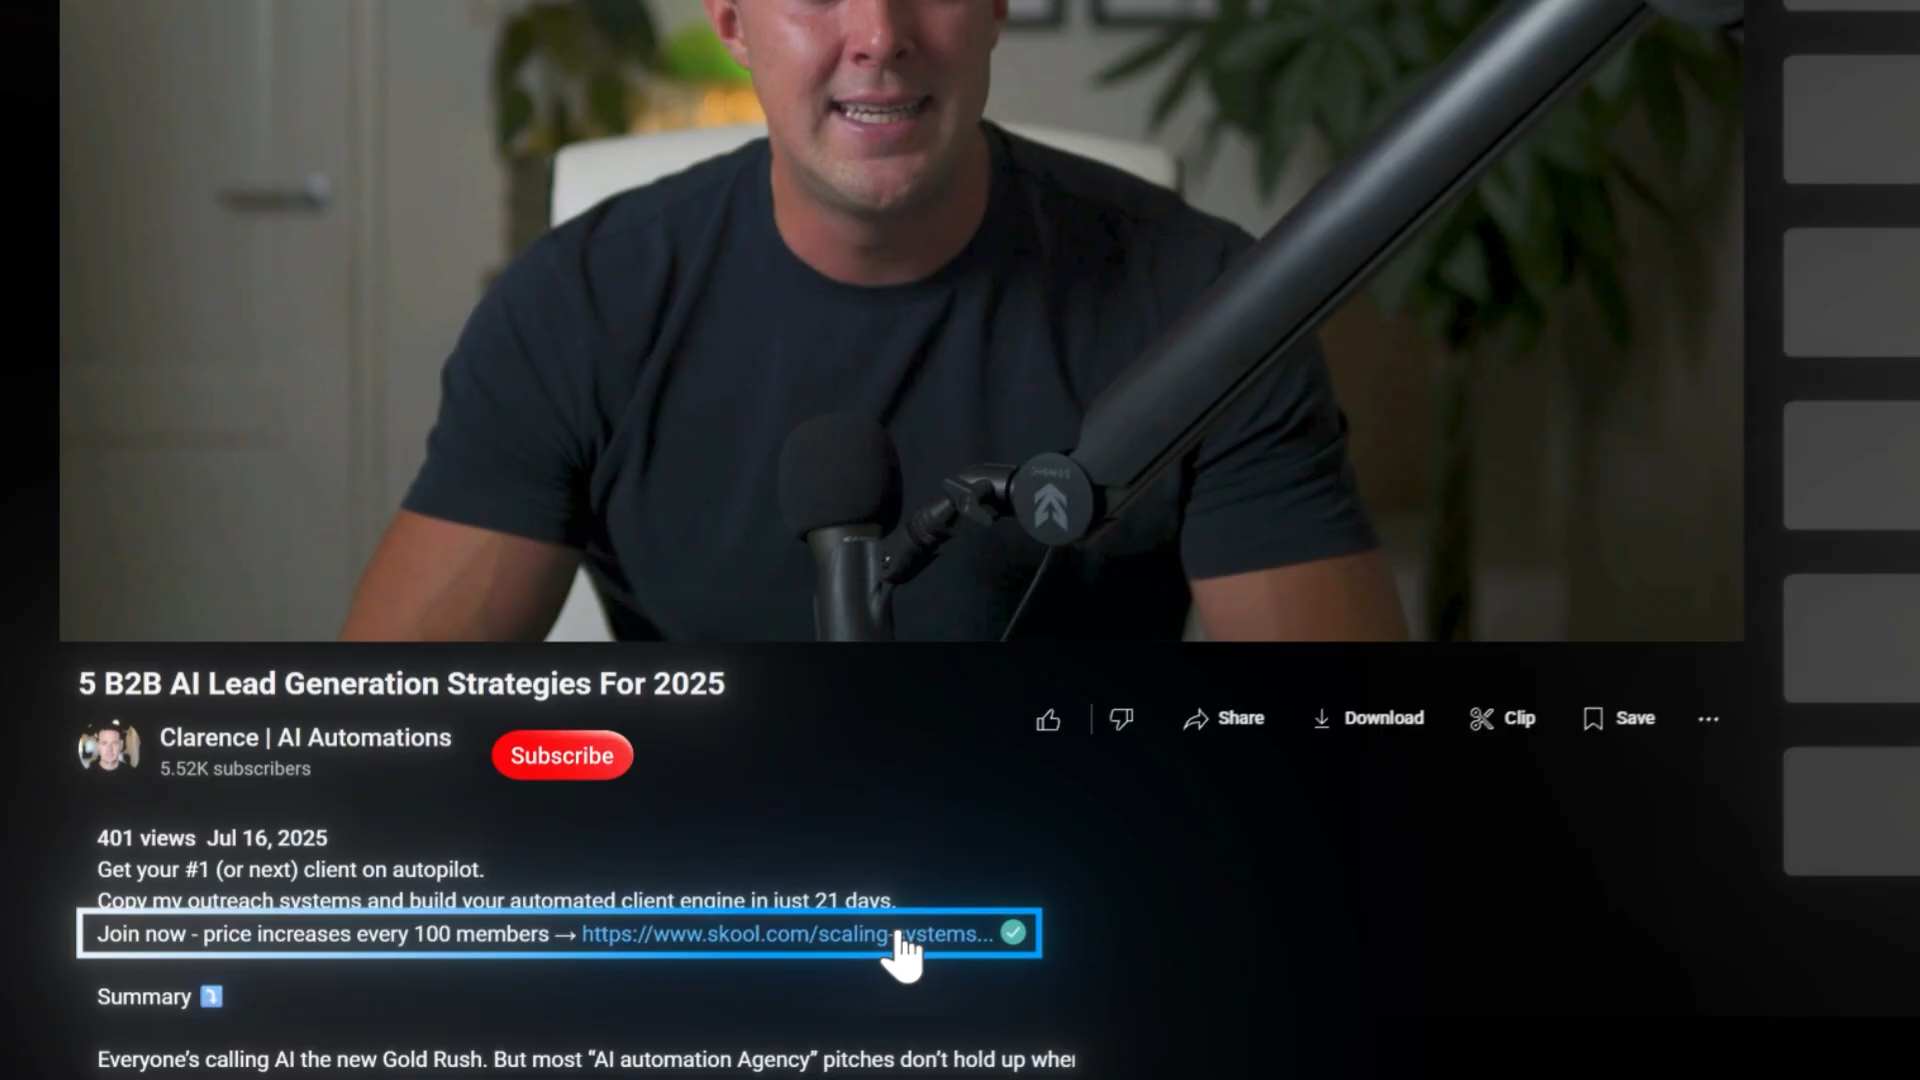 5 B2B AI Lead Generation Strategies For 2025
Clarence | AI Automations
5.52K subscribers
Subscribe
Share
Download
Clip
Save
401 views Jul 16, 2025
Get your #1 (or next) client on autopilot.
Copy my outreach systems and build your automated client engine in just 21 days.
Join now - price increases every 100 members → https://www.skool.com/scaling-systems...
Summary
Everyone’s calling AI the new Gold Rush. But most “AI automation Agency” pitches don’t hold up